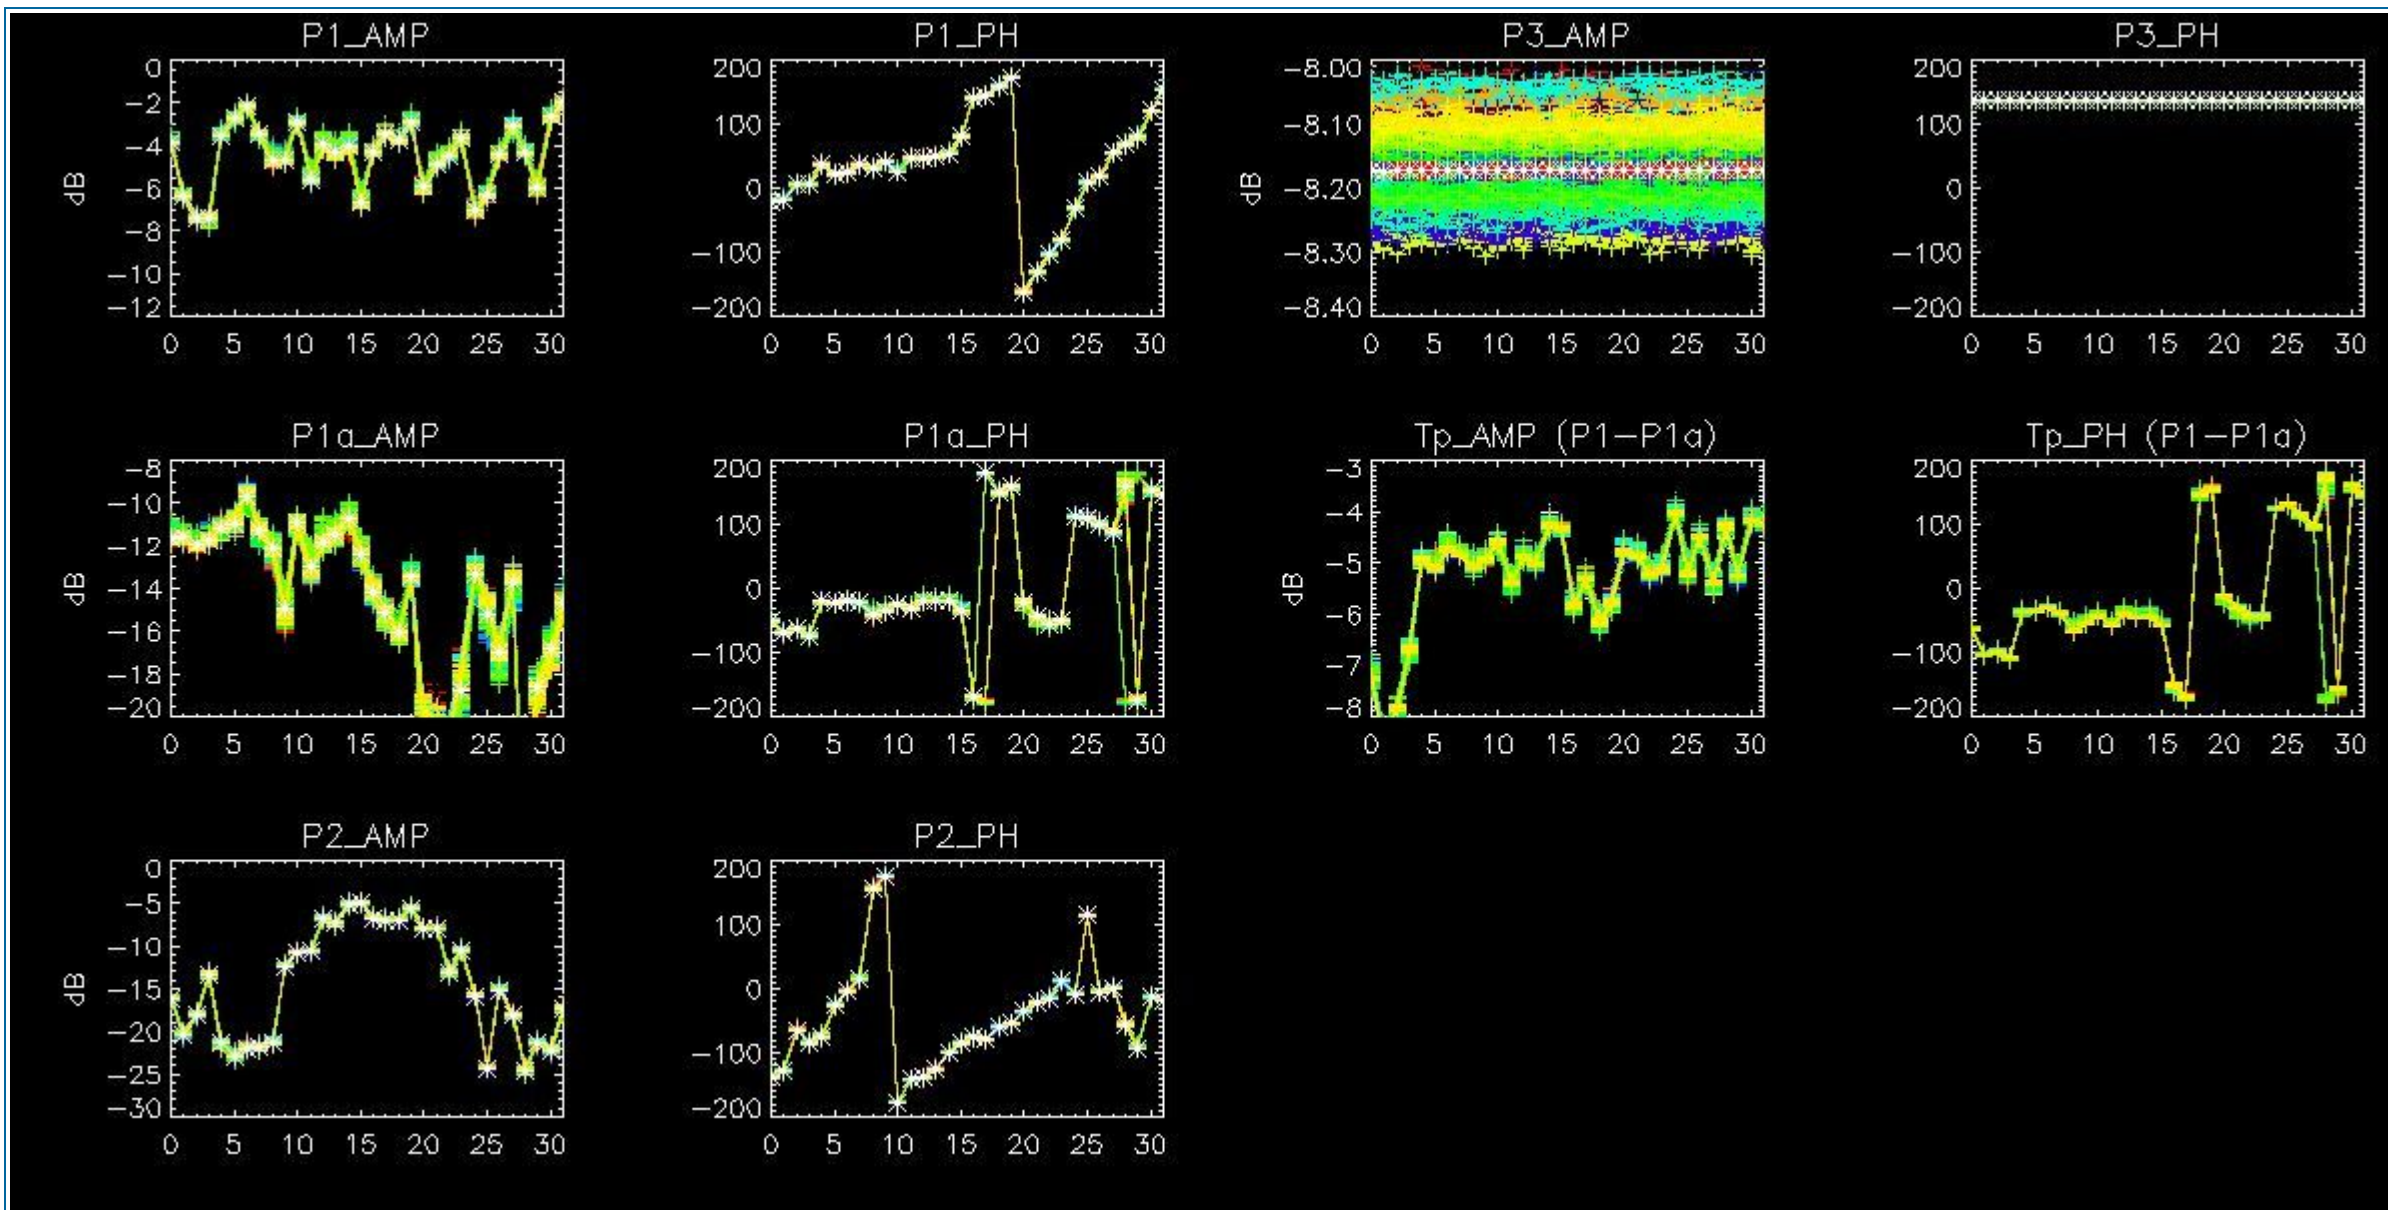 P1_AMP
0
−2
−4
−6
−8
−10
−12
dB
0 5 10 15 20 25 30
P1_PH
200
100
0
−100
−200
0 5 10 15 20 25 30
P3_AMP
−8.00
−8.10
−8.20
−8.30
−8.40
dB
0 5 10 15 20 25 30
P3_PH
200
100
0
−100
−200
0 5 10 15 20 25 30
P1a_AMP
−8
−10
−12
−14
−16
−18
−20
dB
0 5 10 15 20 25 30
P1a_PH
200
100
0
−100
−200
0 5 10 15 20 25 30
Tp_AMP (P1−P1a)
−3
−4
−5
−6
−7
−8
dB
0 5 10 15 20 25 30
Tp_PH (P1−P1a)
200
100
0
−100
−200
0 5 10 15 20 25 30
P2_AMP
0
−5
−10
−15
−20
−25
−30
dB
0 5 10 15 20 25 30
P2_PH
200
100
0
−100
−200
0 5 10 15 20 25 30